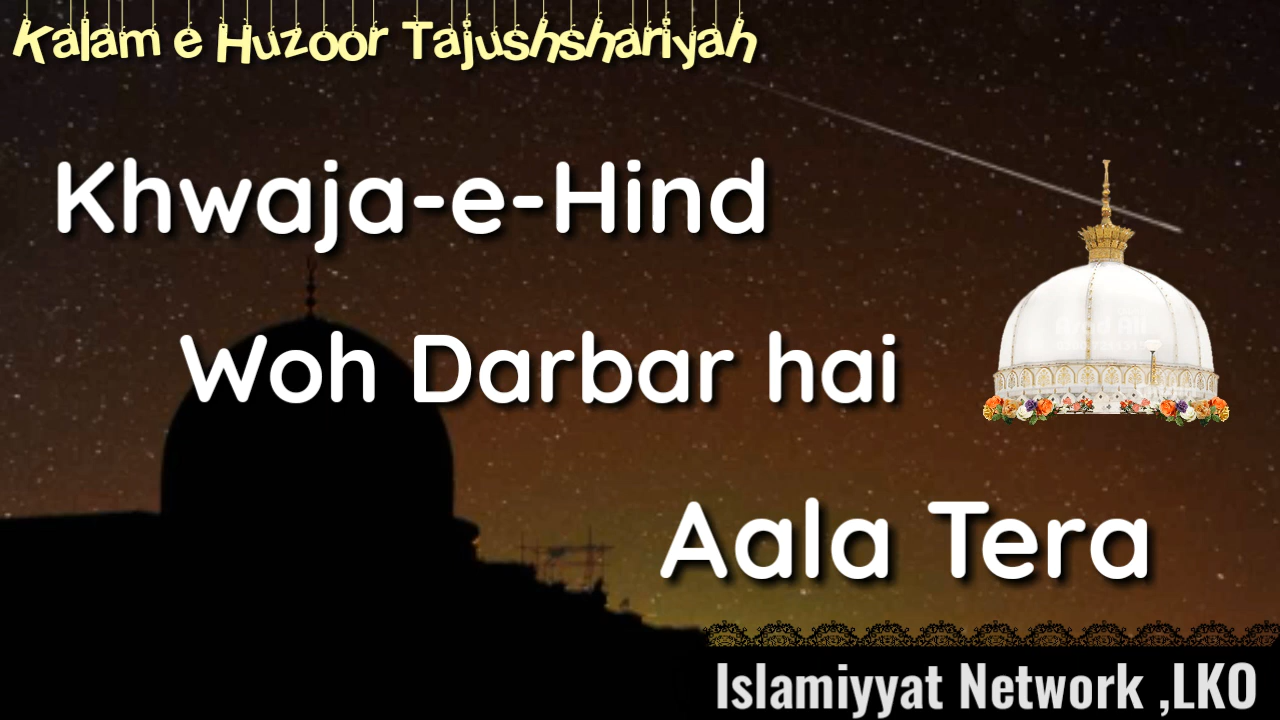 Kalam e Huzoor Tajushshariyah
Khwaja-e-Hind
Woh Darbar hai
Aala Tera
Islamiyyat Network ,LKO